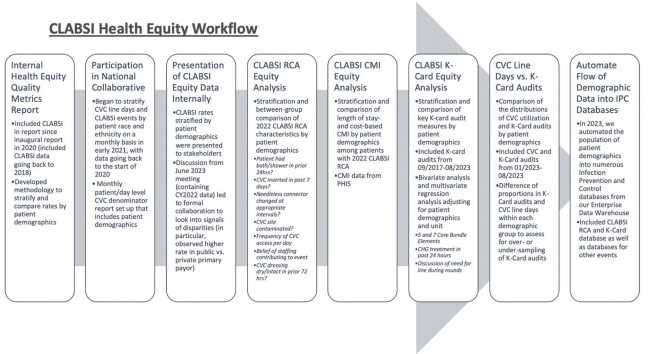 CLABSI Health Equity Workflow
Internal
Health Equity
Quality
Metrics
Report
•Included CLABSI
in report since
inaugural report
in 2020 (included
CLABSI data
going back to
2018)
•Developed
methodology to
stratify and
compare rates by
patient
demographics
Participation
in National
Collaborative
•Began to stratify
CVC line days and
CLABSI events by
patient race and
ethnicity on a
monthly basis in
early 2021, with
data going back
to the start of
2020
•Monthly
patient/day level
CVC denominator
report set up that
includes patient
demographics
Presentation
of CLABSI
Equity Data
Internally
•CLABSI rates
stratified by
patient
demographics
were presented to
stakeholders
•Discussion from
June 2023
meeting
(containing
CY2022 data) led
to formal
collaboration to
look into signals
of disparities (in
particular,
observed higher
rate in public vs.
private primary
payor)
CLABSI RCA
Equity
Analysis
•Stratification and
between-group
comparison of
2022 CLABSI RCA
characteristics by
patient
demographics
•Patient had
bath/shower in prior
24hrs?
•CVC inserted in past 7
days?
•Needleless connector
changed at
appropriate
intervals?
•CVC site
contaminated?
•Frequency of CVC
access per day
•Belief of staffing
contributing to event
•CVC dressing
dry/intact in prior 72
hrs?
CLABSI CMI
Equity
Analysis
•Stratification and
comparison of
length of stay-
and cost-based
CMI by patient
demographics
among patients
with 2022 CLABSI
RCA
•CMI data from
PHIS
CLABSI K-
Card Equity
Analysis
•Stratification and
comparison of
key K-card audit
measures by
patient
demographics
•Included K-card
audits from
09/2017-08/2023
•Bivariate analysis
and multivariate
regression
analysis adjusting
for patient
demographics
and unit
•5 and 7 Core Bundle
Elements
•CHG treatment in
past 24 hours
•Discussion of need for
line during rounds
CVC Line
Days vs. K-
Card Audits
•Comparison of
the distributions
of CVC utilization
and K-Card audits
by patient
demographics
•Included CVC and
K-Card audits
from 01/2023-
08/2023
•Difference of
proportions in K-
Card audits and
CVC line days
within each
demographic
group to assess
for over- or
under-sampling
of K-Card audits
Automate
Flow of
Demographic
Data into IPC
Databases
•In 2023, we
automated the
population of
patient
demographics
into numerous
Infection
Prevention and
Control
databases from
our Enterprise
Data Warehouse
•Included CLABSI
RCA and K-Card
database as well
as databases for
other events